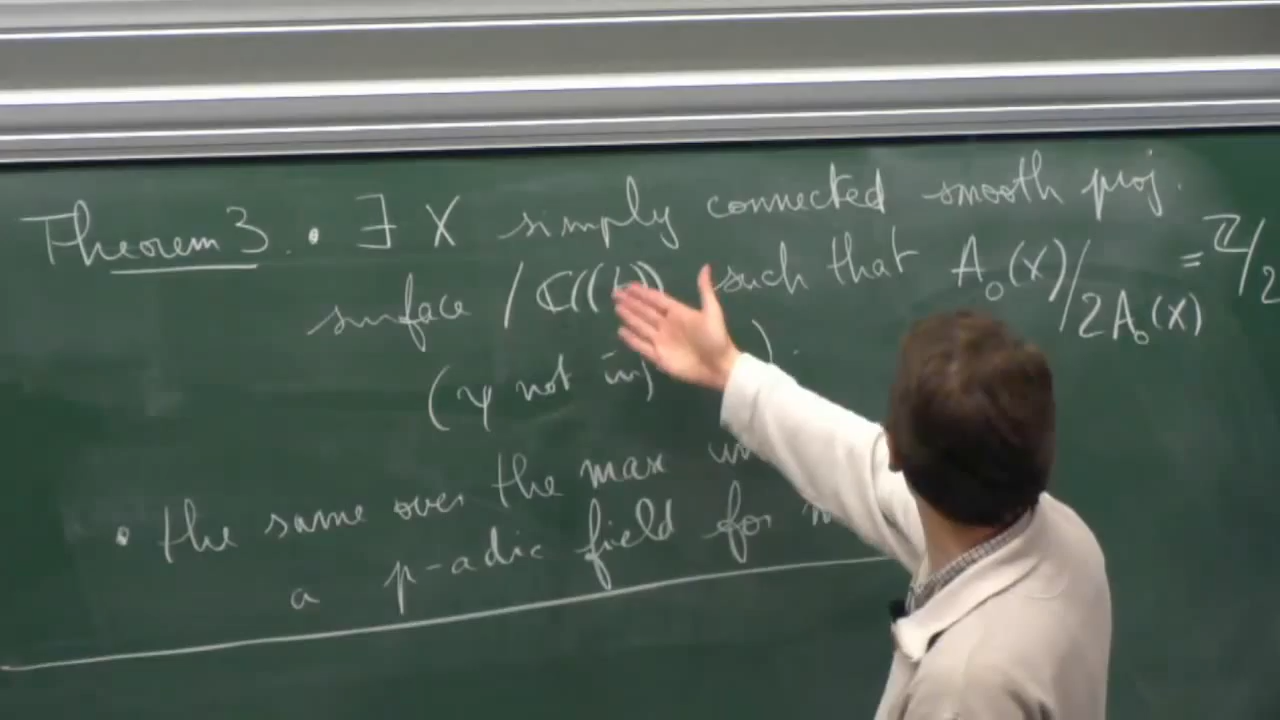 Theorem 3. • ∃ X simply connected smooth proj.
surface / ℂ((t)) such that A₀(X)/2A₀(X) = ℤ/2
(ψ not inj ).
• the same over the max
a p-adic field for